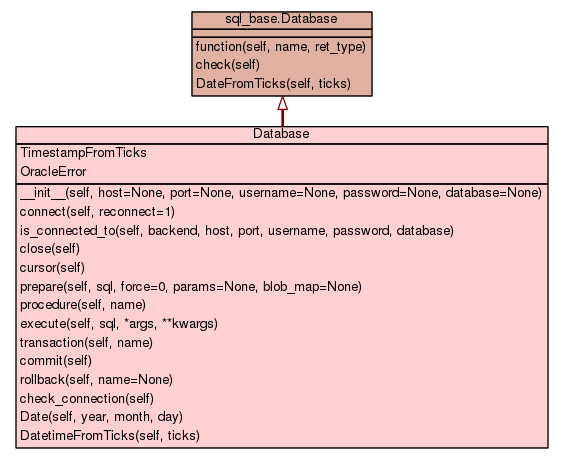 sql_base.Database
function(self, name, ret_type)
check(self)
DateFromTicks(self, ticks)
Database
TimestampFromTicks
OracleError
__init__(self, host=None, port=None, username=None, password=None, database=None)
connect(self, reconnect=1)
is_connected_to(self, backend, host, port, username, password, database)
close(self)
cursor(self)
prepare(self, sql, force=0, params=None, blob_map=None)
procedure(self, name)
execute(self, sql, *args, **kwargs)
transaction(self, name)
commit(self)
rollback(self, name=None)
check_connection(self)
Date(self, year, month, day)
DatetimeFromTicks(self, ticks)